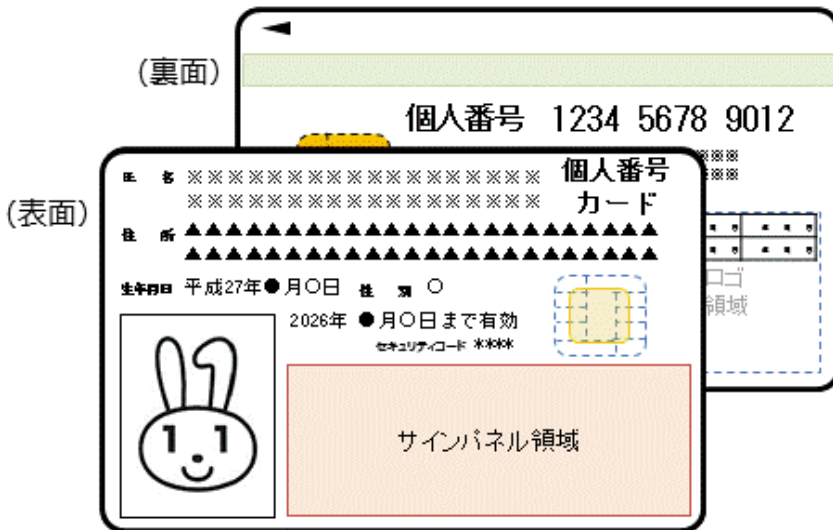 (裏面)
個人番号 1234 5678 9012
※※※
※※※
(表面)
個人番号
カード
氏 名 ※※※※※※※※※※※※※※※※※※
※※※※※※※※※※※※※※※※※※
住 所 ▲▲▲▲▲▲▲▲▲▲▲▲▲▲▲▲▲▲▲▲▲▲▲
▲▲▲▲▲▲▲▲▲▲▲▲▲▲▲▲▲▲▲▲▲▲▲
生年月日 平成27年●月○日 性 別 ○
2026年 ●月○日まで有効
セキュリティコード ****
ロゴ
領域
1 1
サインパネル領域